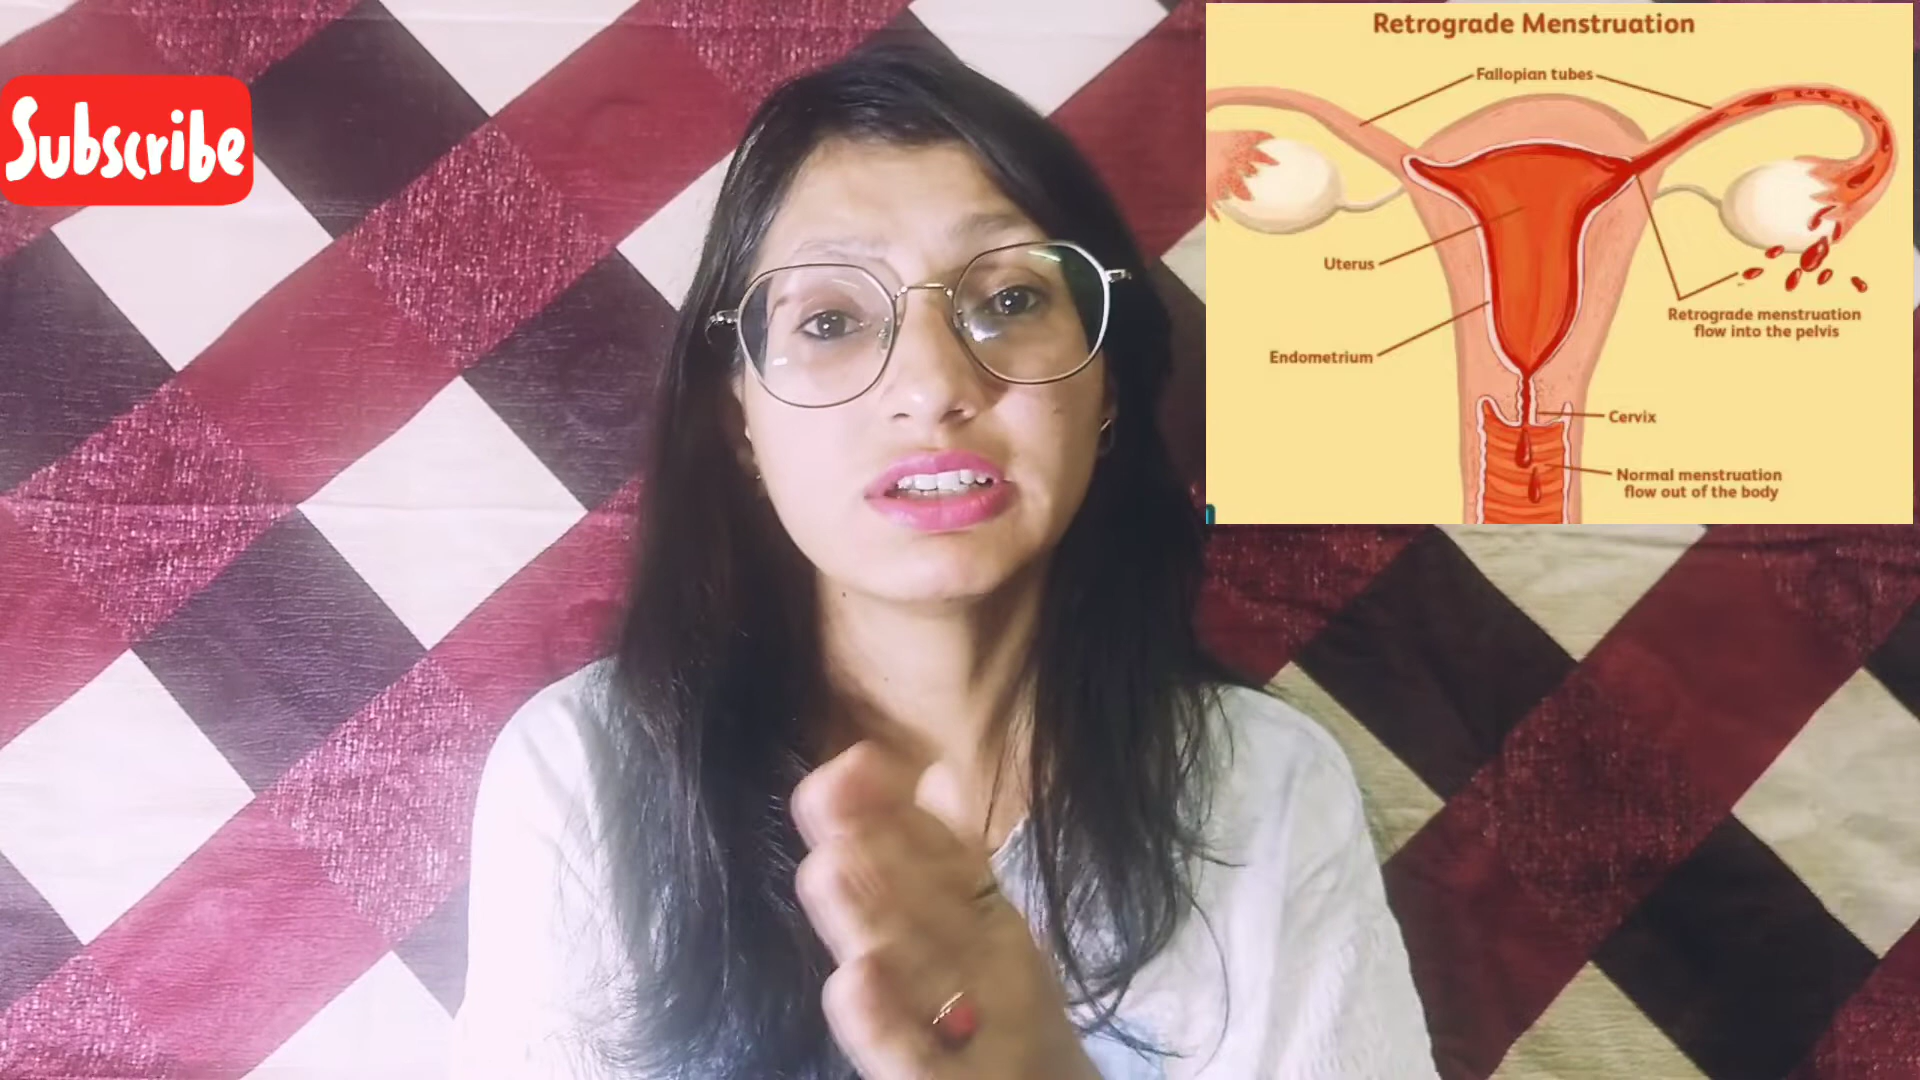 Subscribe
Retrograde Menstruation
Fallopian tubes
Uterus
Retrograde menstruation
flow into the pelvis
Endometrium
Cervix
Normal menstruation
flow out of the body